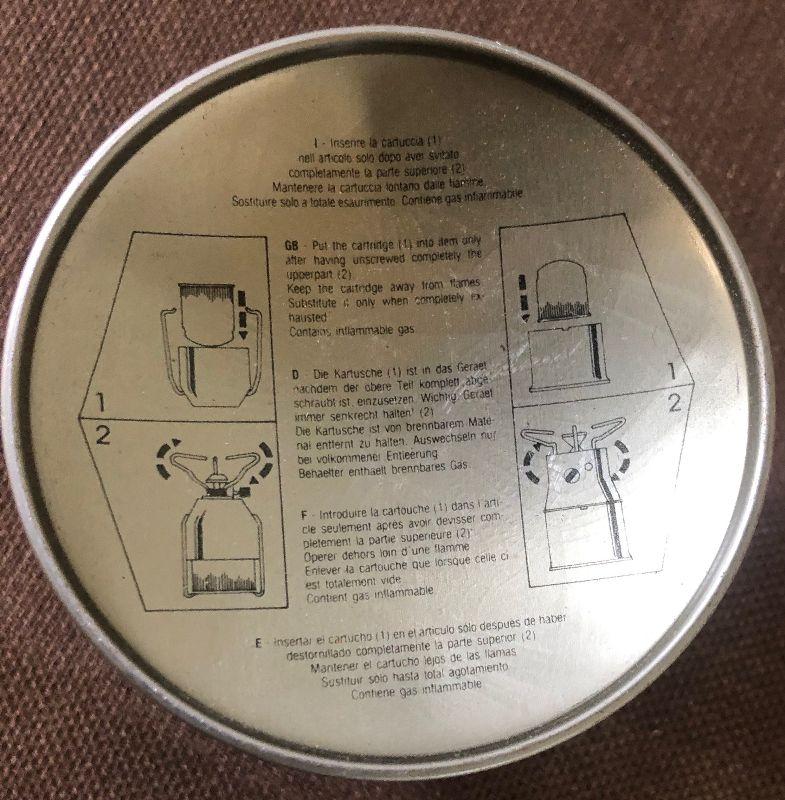 I - Inserire la cartuccia (1)
nell articolo solo dopo aver svitato
completamente la parte superiore (2)
Mantenere la cartuccia lontano dalle fiamme
Sostituire solo a totale esaurimento. Contiene gas infiammabile
GB - Put the cartridge (1) into item only
after having unscrewed completely the
upperpart (2)
Keep the cartridge away from flames
Substitute it only when completely ex-
hausted
Contains inflammable gas
1
2
1
2
D - Die Kartusche (1) ist in das Geraet
nachdem der obere Teil komplett abge-
schraubt ist, einzusetzen. Wichtig: Geraet
immer senkrecht halten! (2)
Die Kartusche ist von brennbarem Mate-
rial entfernt zu halten. Auswechseln nur
bei volkommener Entleerung
Behaelter enthaelt brennbares Gas.
F - Introduire la cartouche (1) dans l'arti-
cle seulement apres avoir devisser com-
pletement la partie superieure (2)
Operer dehors loin d'une flamme
Enlever la cartouche que lorsque celle ci
est totalement vide
Contient gas inflammable
E - Insertar el cartucho (1) en el articulo sólo después de haber
destornillado completamente la parte superior (2)
Mantener el cartucho lejos de las llamas
Sustituir solo hasta total agotamiento
Contiene gas inflammable